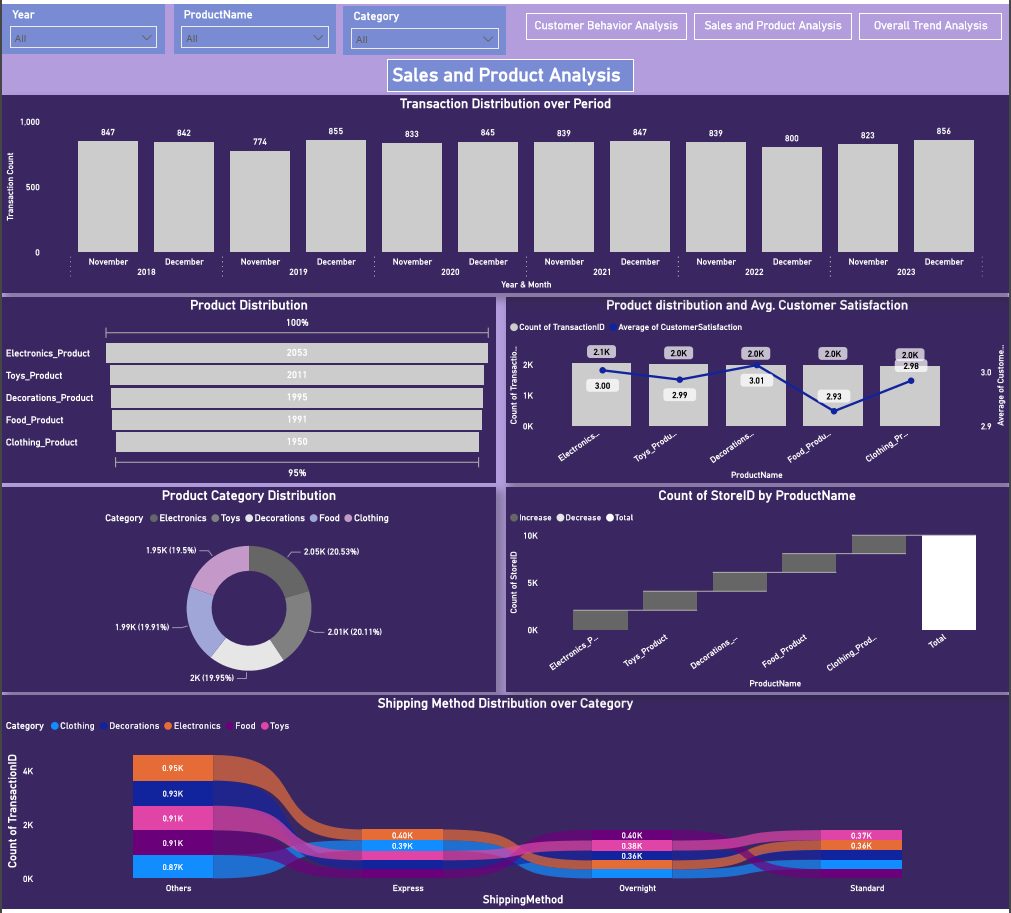 Year
All
ProductName
All
Category
All
Customer Behavior Analysis
Sales and Product Analysis
Overall Trend Analysis
Sales and Product Analysis
Transaction Distribution over Period
Transaction Count
1,000
500
0
847 842 774 855 833 845 839 847 839 800 823 856
November December November December November December November December November December November December
2018 2019 2020 2021 2022 2023
Year & Month
Product Distribution
100%
Electronics_Product 2053
Toys_Product 2011
Decorations_Product 1995
Food_Product 1991
Clothing_Product 1950
95%
Product distribution and Avg. Customer Satisfaction
Count of TransactionID Average of CustomerSatisfaction
Count of Transactio...
2K
1K
0K
2.1K 2.0K 2.0K 2.0K 2.0K
3.00 2.99 3.01 2.93 2.98
3.0
2.9
Average of Custome...
Electronics... Toys_Produ... Decorations... Food_Produ... Clothing_Pr...
ProductName
Product Category Distribution
Category Electronics Toys Decorations Food Clothing
1.95K (19.5%)
2.05K (20.53%)
1.99K (19.91%)
2.01K (20.11%)
2K (19.95%)
Count of StoreID by ProductName
Increase Decrease Total
Count of StoreID
10K
5K
0K
Electronics_P... Toys_Product Decorations_... Food_Product Clothing_Prod... Total
ProductName
Shipping Method Distribution over Category
Category Clothing Decorations Electronics Food Toys
Count of TransactionID
4K
2K
0K
0.95K
0.93K
0.91K
0.91K
0.87K
0.40K
0.39K
0.40K
0.38K
0.36K
0.37K
0.36K
Others Express Overnight Standard
ShippingMethod